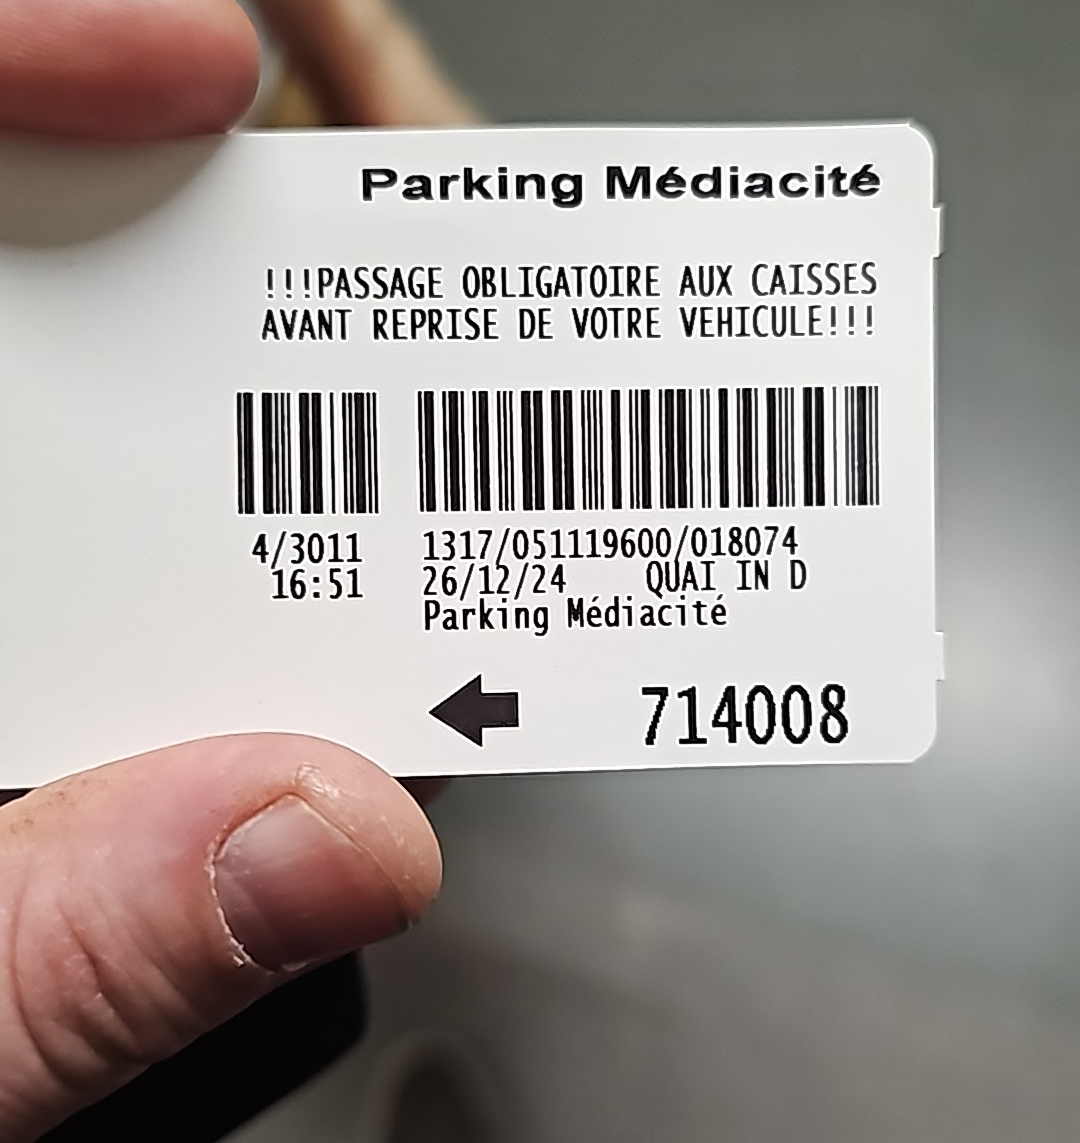 Parking Médiacité
!!!PASSAGE OBLIGATOIRE AUX CAISSES
AVANT REPRISE DE VOTRE VEHICULE!!!
4/3011 1317/051119600/018074
16:51 26/12/24 QUAI IN D
Parking Médiacité
714008